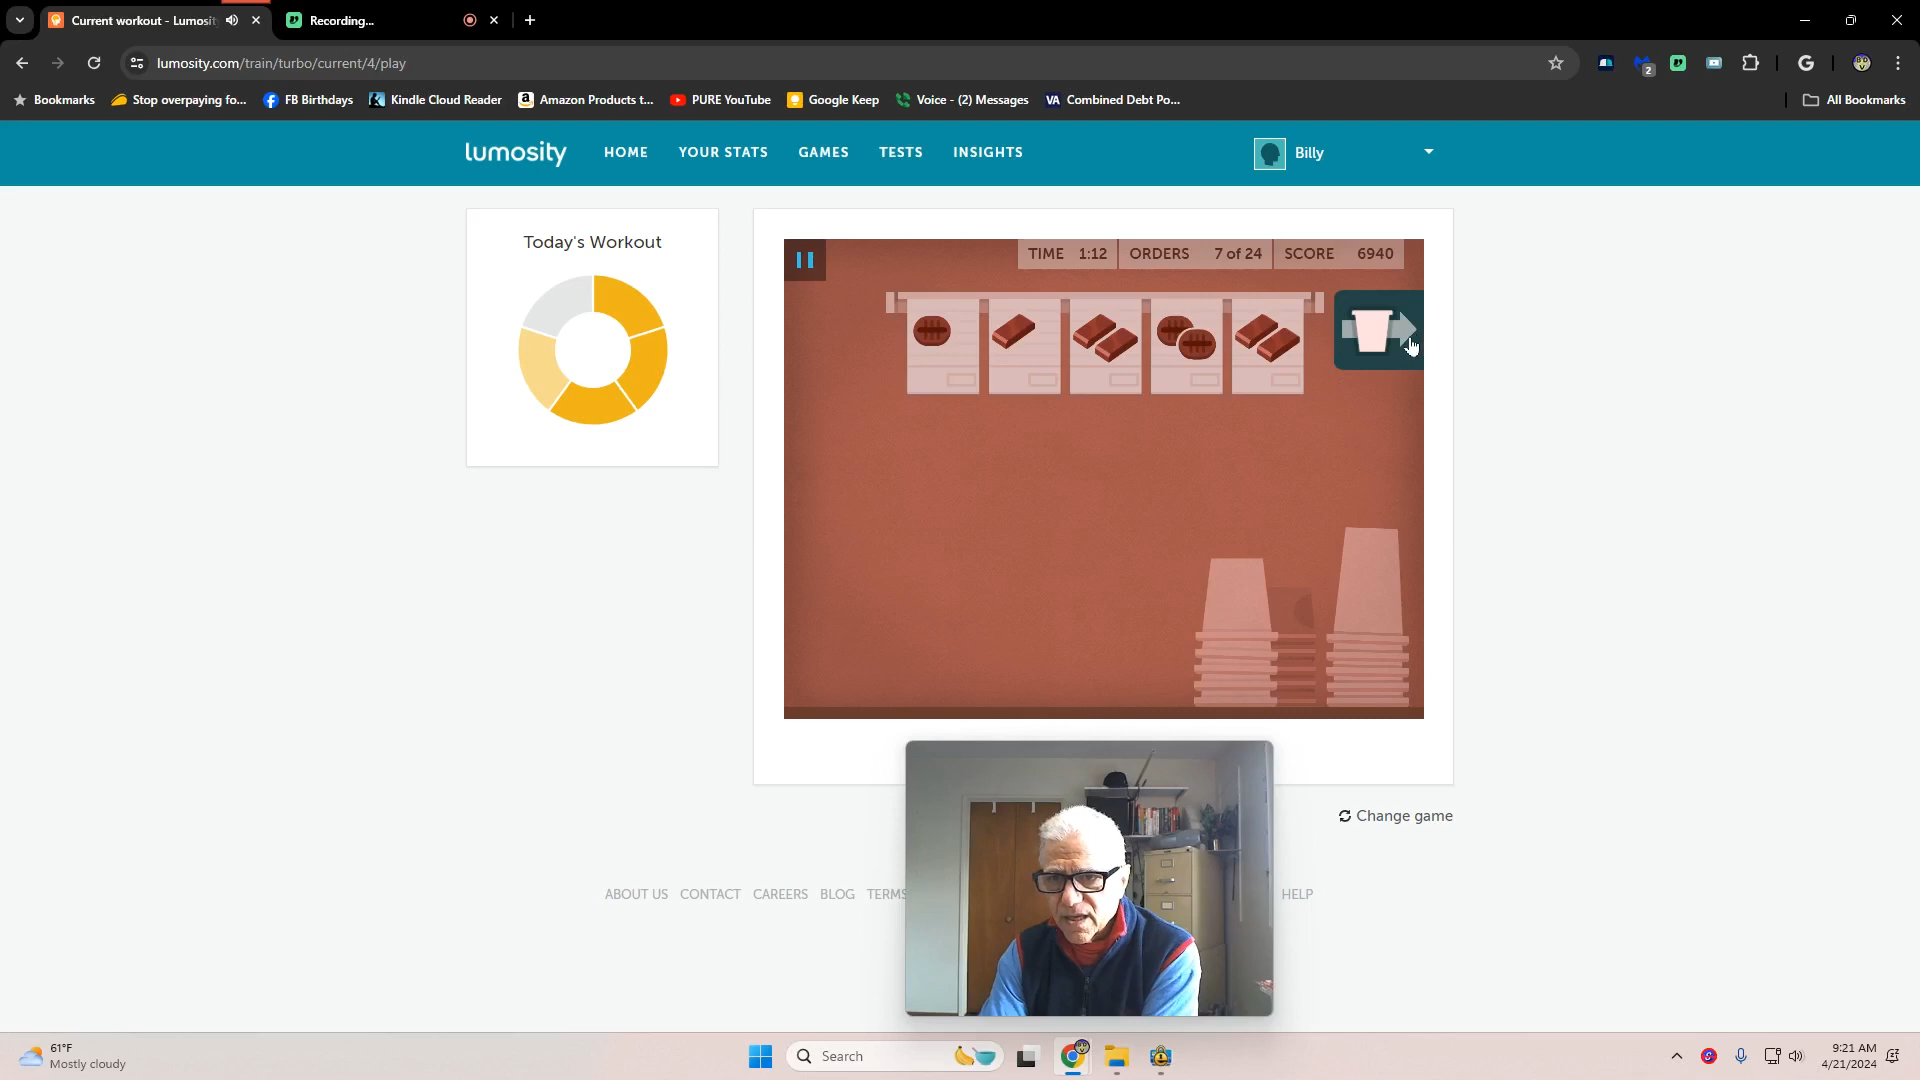 Current workout - Lumosit
Recording...
lumosity.com/train/turbo/current/4/play
2
Bookmarks
Stop overpaying fo...
FB Birthdays
Kindle Cloud Reader
Amazon Products t...
PURE YouTube
Google Keep
Voice - (2) Messages
VA Combined Debt Po...
All Bookmarks
lumosity
HOME
YOUR STATS
GAMES
TESTS
INSIGHTS
Billy
Today's Workout
TIME 1:12
ORDERS 7 of 24
SCORE 6940
Change game
ABOUT US
CONTACT
CAREERS
BLOG
TERMS
HELP
61°F
Mostly cloudy
Search
9:21 AM
4/21/2024